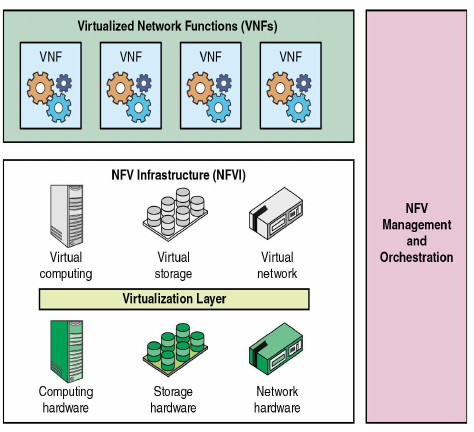 Virtualized Network Functions (VNFs)
VNF
VNF
VNF
VNF
NFV Infrastructure (NFVI)
Virtual
computing
Virtual
storage
Virtual
network
Virtualization Layer
Computing
hardware
Storage
hardware
Network
hardware
NFV
Management
and
Orchestration